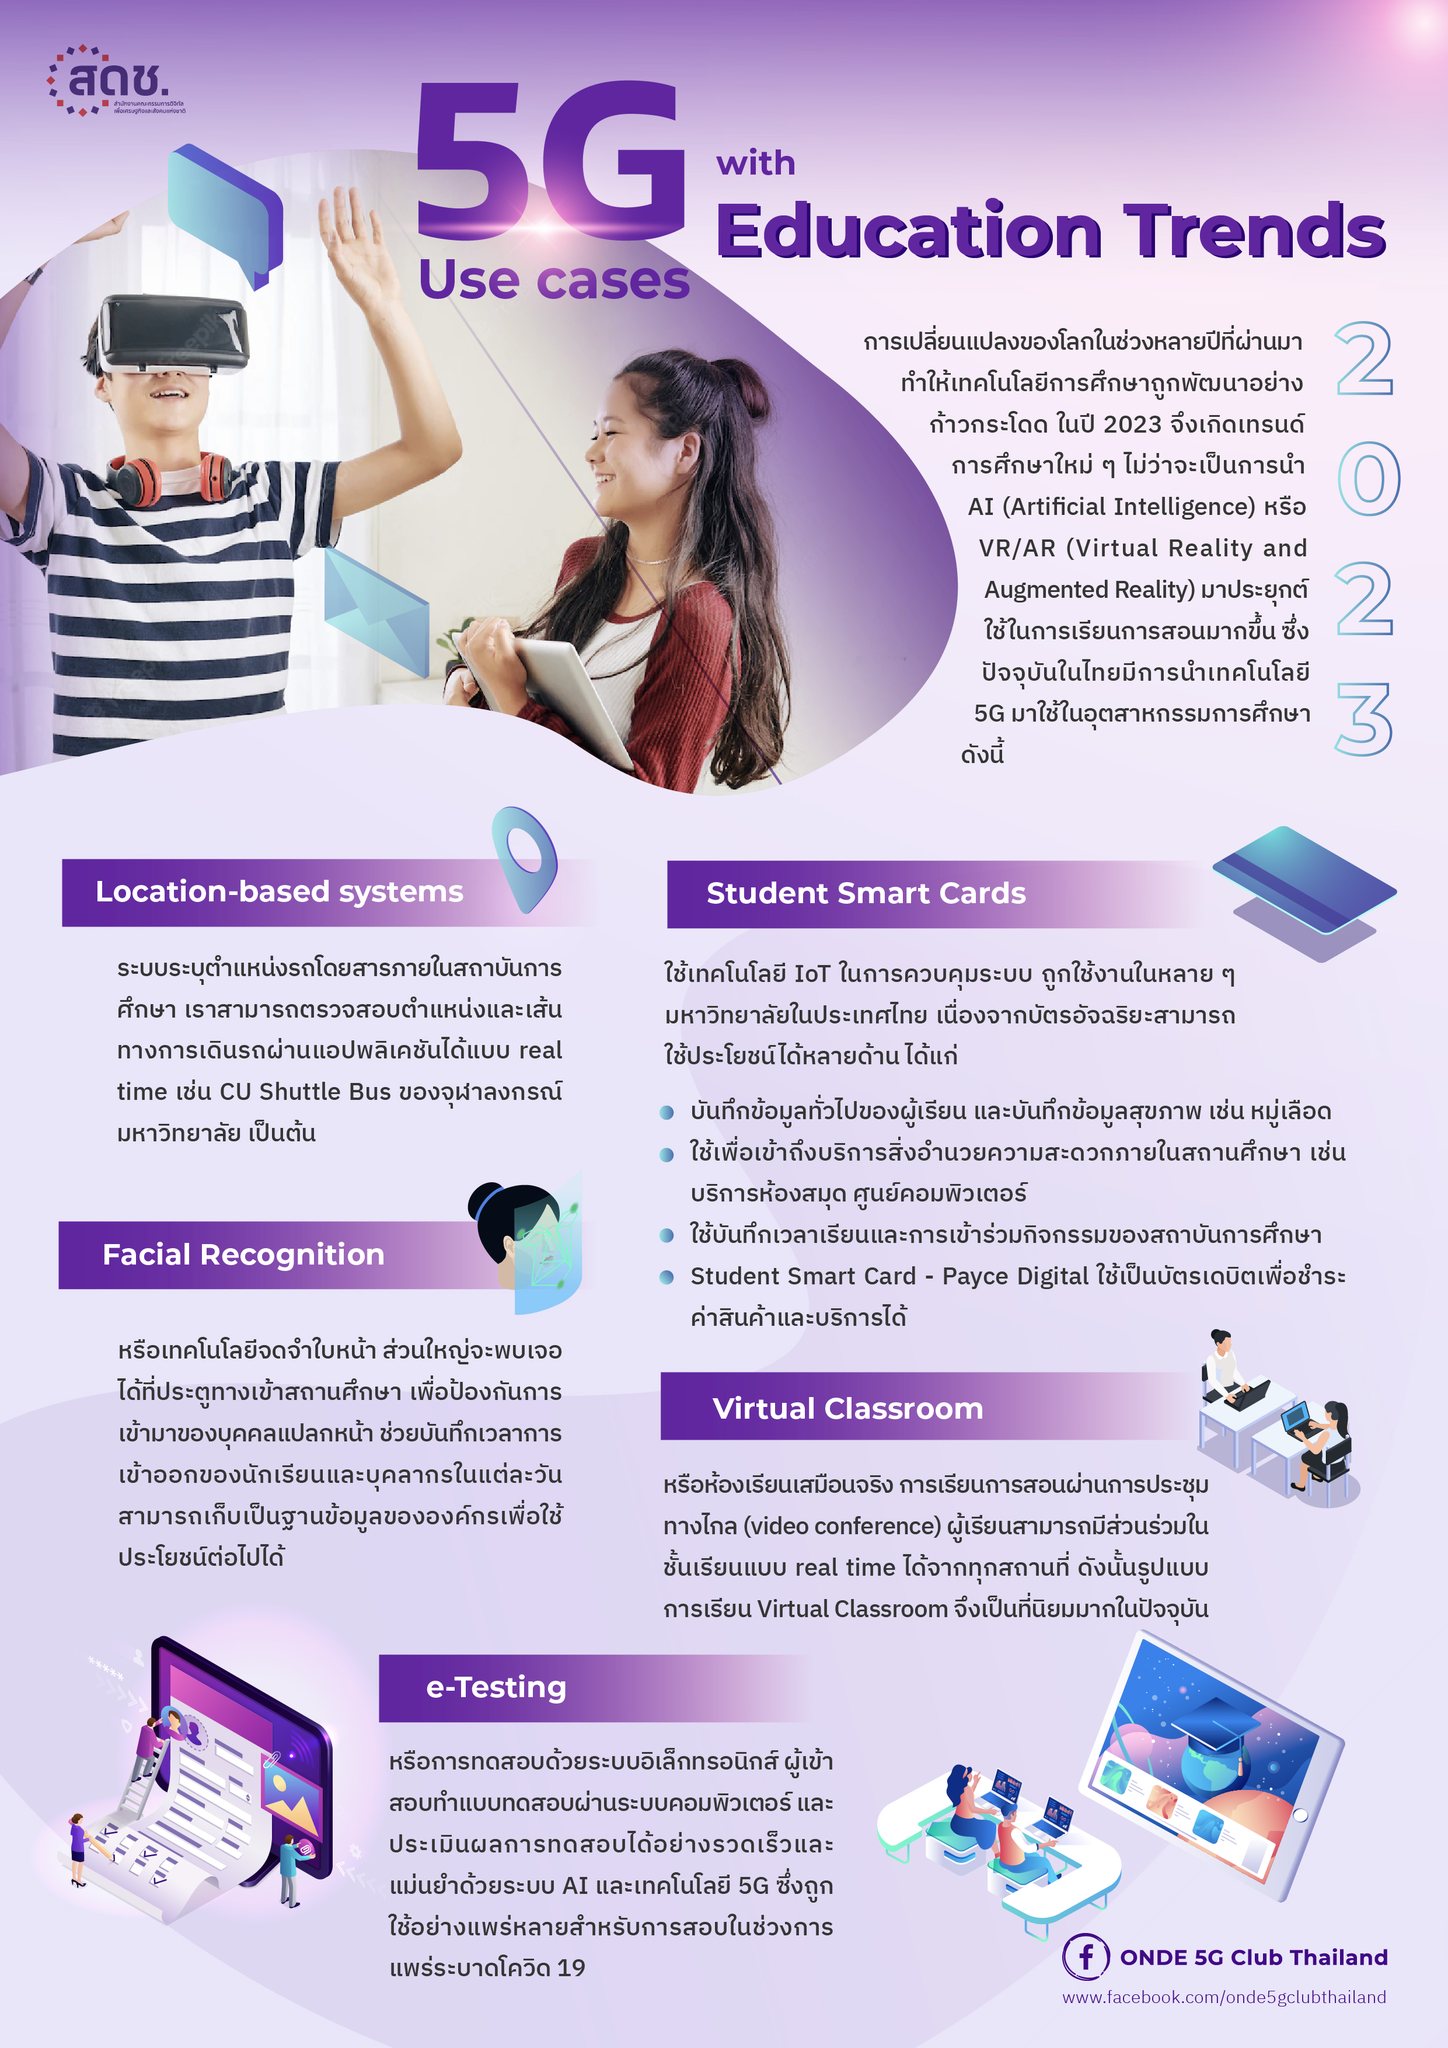 สดช.
สำนักงานคณะกรรมการดิจิทัล
เพื่อเศรษฐกิจและสังคมแห่งชาติ
5G
Use cases
with
Education Trends
2023
การเปลี่ยนแปลงของโลกในช่วงหลายปีที่ผ่านมา
ทำให้เทคโนโลยีการศึกษาถูกพัฒนาอย่าง
ก้าวกระโดด ในปี 2023 จึงเกิดเทรนด์
การศึกษาใหม่ ๆ ไม่ว่าจะเป็นการนำ
AI (Artificial Intelligence) หรือ
VR/AR (Virtual Reality and
Augmented Reality) มาประยุกต์
ใช้ในการเรียนการสอนมากขึ้น ซึ่ง
ปัจจุบันในไทยมีการนำเทคโนโลยี
5G มาใช้ในอุตสาหกรรมการศึกษา
ดังนี้
Location-based systems
ระบบระบุตำแหน่งรถโดยสารภายในสถาบันการ
ศึกษา เราสามารถตรวจสอบตำแหน่งและเส้น
ทางการเดินรถผ่านแอปพลิเคชันได้แบบ real
time เช่น CU Shuttle Bus ของจุฬาลงกรณ์
มหาวิทยาลัย เป็นต้น
Facial Recognition
หรือเทคโนโลยีจดจำใบหน้า ส่วนใหญ่จะพบเจอ
ได้ที่ประตูทางเข้าสถานศึกษา เพื่อป้องกันการ
เข้ามาของบุคคลแปลกหน้า ช่วยบันทึกเวลาการ
เข้าออกของนักเรียนและบุคลากรในแต่ละวัน
สามารถเก็บเป็นฐานข้อมูลขององค์กรเพื่อใช้
ประโยชน์ต่อไปได้
Student Smart Cards
ใช้เทคโนโลยี IoT ในการควบคุมระบบ ถูกใช้งานในหลาย ๆ
มหาวิทยาลัยในประเทศไทย เนื่องจากบัตรอัจฉริยะสามารถ
ใช้ประโยชน์ได้หลายด้าน ได้แก่
บันทึกข้อมูลทั่วไปของผู้เรียน และบันทึกข้อมูลสุขภาพ เช่น หมู่เลือด
ใช้เพื่อเข้าถึงบริการสิ่งอำนวยความสะดวกภายในสถานศึกษา เช่น
บริการห้องสมุด ศูนย์คอมพิวเตอร์
ใช้บันทึกเวลาเรียนและการเข้าร่วมกิจกรรมของสถาบันการศึกษา
Student Smart Card - Payce Digital ใช้เป็นบัตรเดบิตเพื่อชำระ
ค่าสินค้าและบริการได้
Virtual Classroom
หรือห้องเรียนเสมือนจริง การเรียนการสอนผ่านการประชุม
ทางไกล (video conference) ผู้เรียนสามารถมีส่วนร่วมใน
ชั้นเรียนแบบ real time ได้จากทุกสถานที่ ดังนั้นรูปแบบ
การเรียน Virtual Classroom จึงเป็นที่นิยมมากในปัจจุบัน
e-Testing
หรือการทดสอบด้วยระบบอิเล็กทรอนิกส์ ผู้เข้า
สอบทำแบบทดสอบผ่านระบบคอมพิวเตอร์ และ
ประเมินผลการทดสอบได้อย่างรวดเร็วและ
แม่นยำด้วยระบบ AI และเทคโนโลยี 5G ซึ่งถูก
ใช้อย่างแพร่หลายสำหรับการสอบในช่วงการ
แพร่ระบาดโควิด 19
ONDE 5G Club Thailand
www.facebook.com/onde5gclubthailand